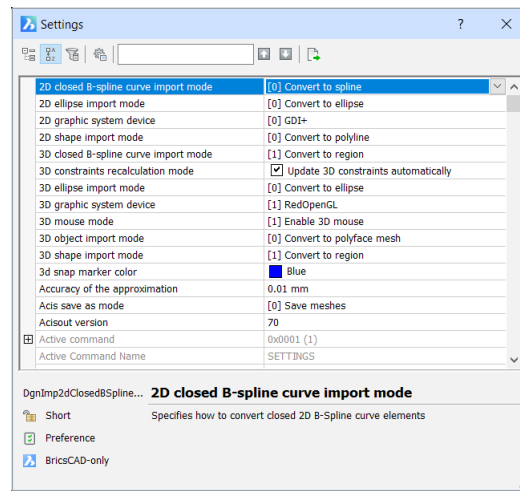 Settings
2D closed B-spline curve import mode [0] Convert to spline
2D ellipse import mode [0] Convert to ellipse
2D graphic system device [0] GDI+
2D shape import mode [0] Convert to polyline
3D closed B-spline curve import mode [1] Convert to region
3D constraints recalculation mode Update 3D constraints automatically
3D ellipse import mode [0] Convert to ellipse
3D graphic system device [1] RedOpenGL
3D mouse mode [1] Enable 3D mouse
3D object import mode [0] Convert to polyface mesh
3D shape import mode [1] Convert to region
3d snap marker color Blue
Accuracy of the approximation 0.01 mm
Acis save as mode [0] Save meshes
Acisout version 70
Active command 0x0001 (1)
Active Command Name SETTINGS
DgnImp2dClosedBSpline... 2D closed B-spline curve import mode
Short Specifies how to convert closed 2D B-Spline curve elements
Preference
BricsCAD-only